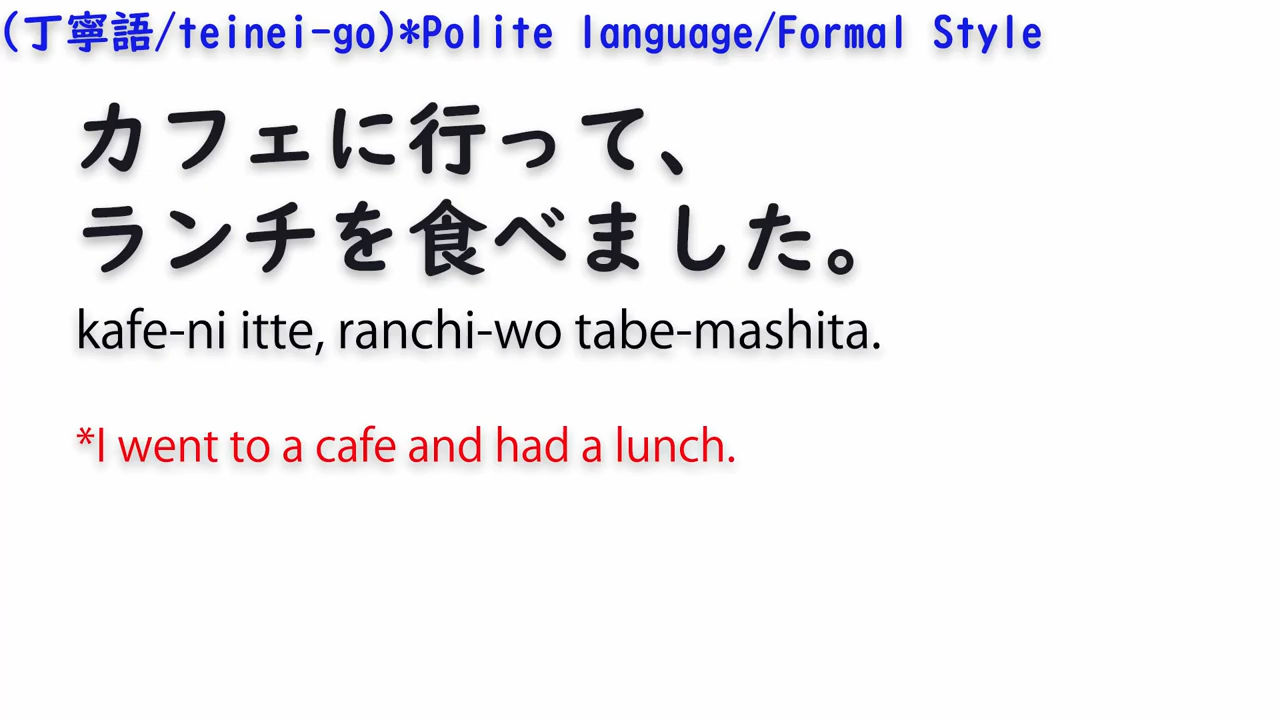 (丁寧語/teinei-go)*Polite language/Formal Style
カフェに行って、
ランチを食べました。
kafe-ni itte, ranchi-wo tabe-mashita.
*I went to a cafe and had a lunch.